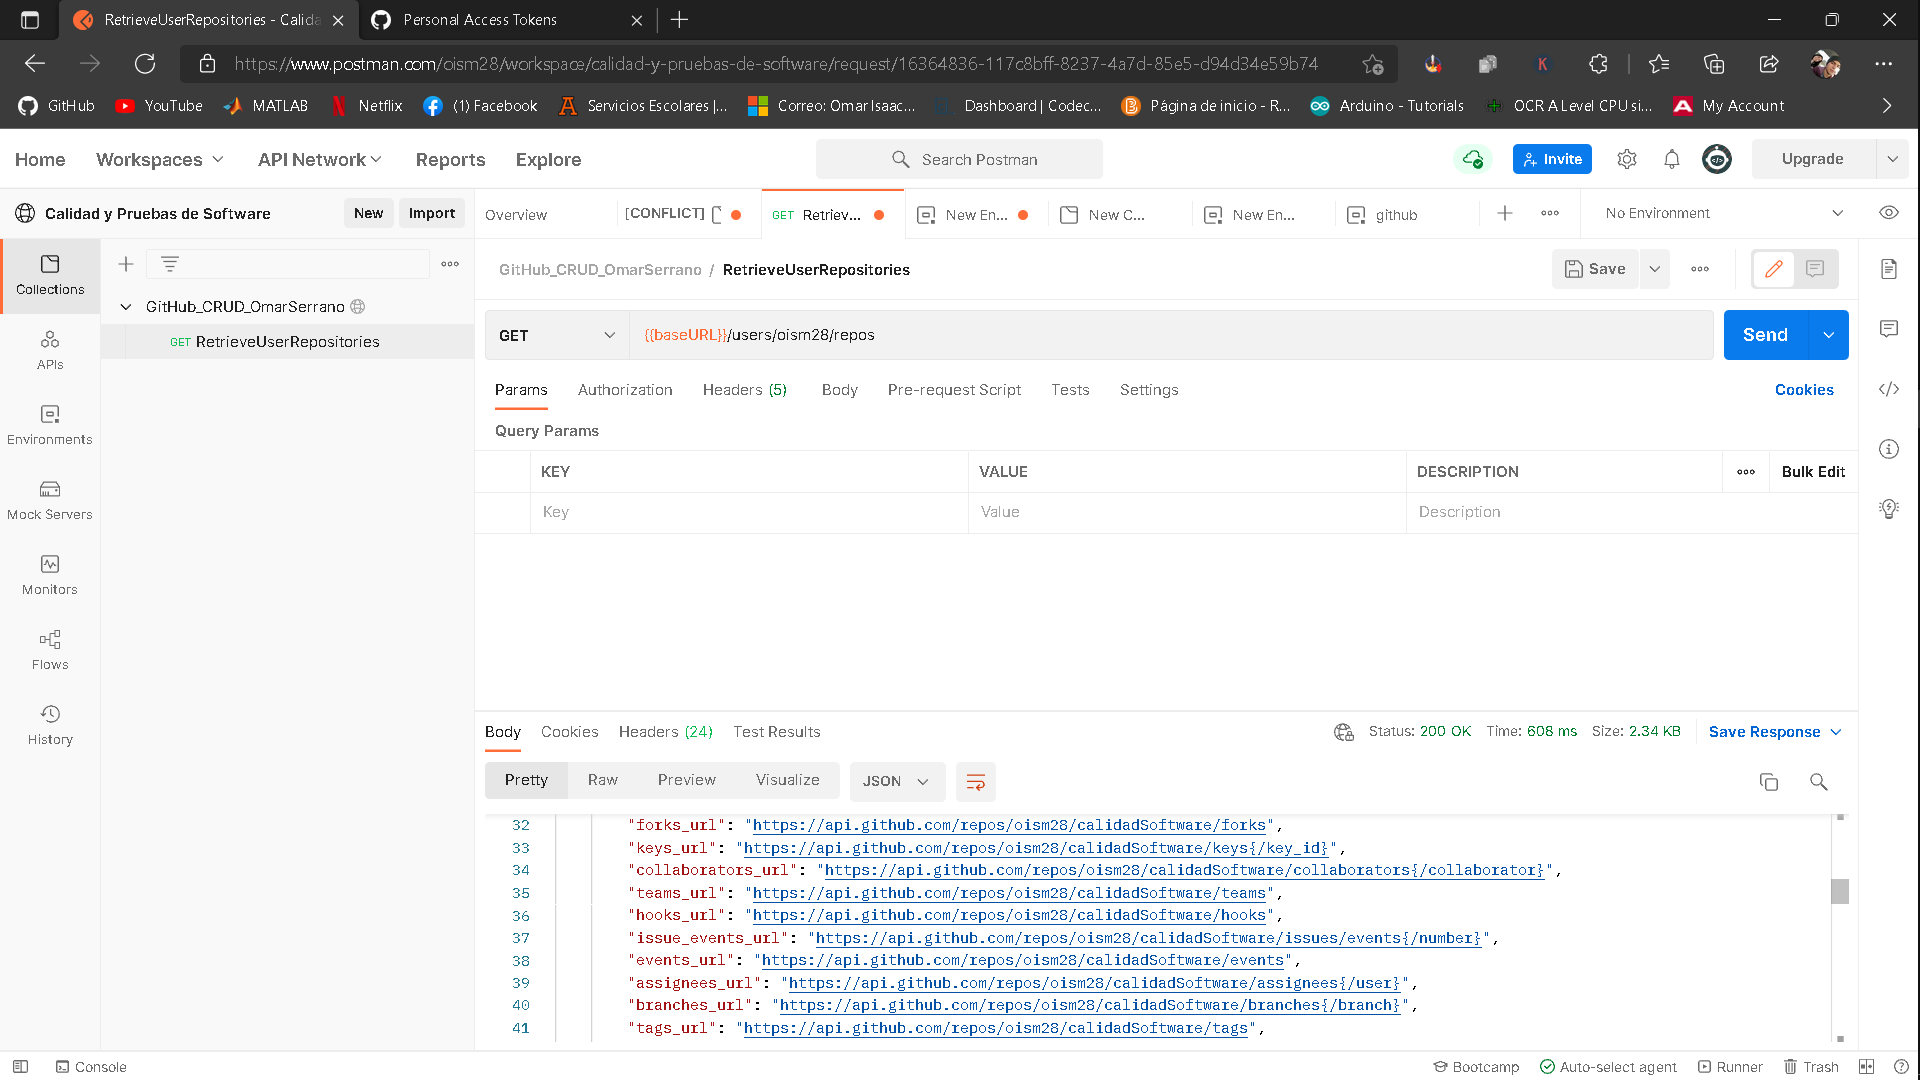 RetrieveUserRepositories - Calida
Personal Access Tokens
https://www.postman.com/oism28/workspace/calidad-y-pruebas-de-software/request/16364836-117c8bff-8237-4a7d-85e5-d94d34e59b74
GitHub YouTube MATLAB Netflix (1) Facebook Servicios Escolares |... Correo: Omar Isaac... Dashboard | Codec... Página de inicio - R... Arduino - Tutorials OCR A Level CPU si... My Account
Home Workspaces API Network Reports Explore Search Postman Invite Upgrade
Calidad y Pruebas de Software New Import
Overview [CONFLICT] GET Retriev... New En... New C... New En... github No Environment
Collections
APIs
Environments
Mock Servers
Monitors
Flows
History
GitHub_CRUD_OmarSerrano
GET RetrieveUserRepositories
GitHub_CRUD_OmarSerrano / RetrieveUserRepositories Save
GET {{baseURL}}/users/oism28/repos Send
Params Authorization Headers (5) Body Pre-request Script Tests Settings Cookies
Query Params
KEY VALUE DESCRIPTION Bulk Edit
Key Value Description
Body Cookies Headers (24) Test Results Status: 200 OK Time: 608 ms Size: 2.34 KB Save Response
Pretty Raw Preview Visualize JSON
32 "forks_url": "https://api.github.com/repos/oism28/calidadSoftware/forks",
33 "keys_url": "https://api.github.com/repos/oism28/calidadSoftware/keys{/key_id}",
34 "collaborators_url": "https://api.github.com/repos/oism28/calidadSoftware/collaborators{/collaborator}",
35 "teams_url": "https://api.github.com/repos/oism28/calidadSoftware/teams",
36 "hooks_url": "https://api.github.com/repos/oism28/calidadSoftware/hooks",
37 "issue_events_url": "https://api.github.com/repos/oism28/calidadSoftware/issues/events{/number}",
38 "events_url": "https://api.github.com/repos/oism28/calidadSoftware/events",
39 "assignees_url": "https://api.github.com/repos/oism28/calidadSoftware/assignees{/user}",
40 "branches_url": "https://api.github.com/repos/oism28/calidadSoftware/branches{/branch}",
41 "tags_url": "https://api.github.com/repos/oism28/calidadSoftware/tags",
Console Bootcamp Auto-select agent Runner Trash